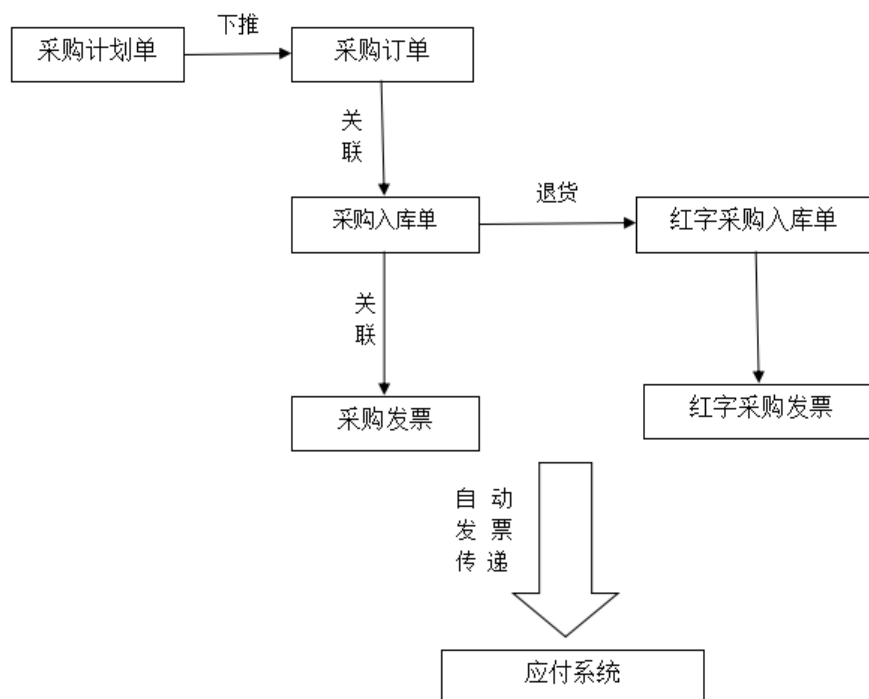 下推
采购计划单
采购订单
关
联
退货
采购入库单
红字采购入库单
关
联
采购发票
红字采购发票
自 动
发 票
传 递
应付系统